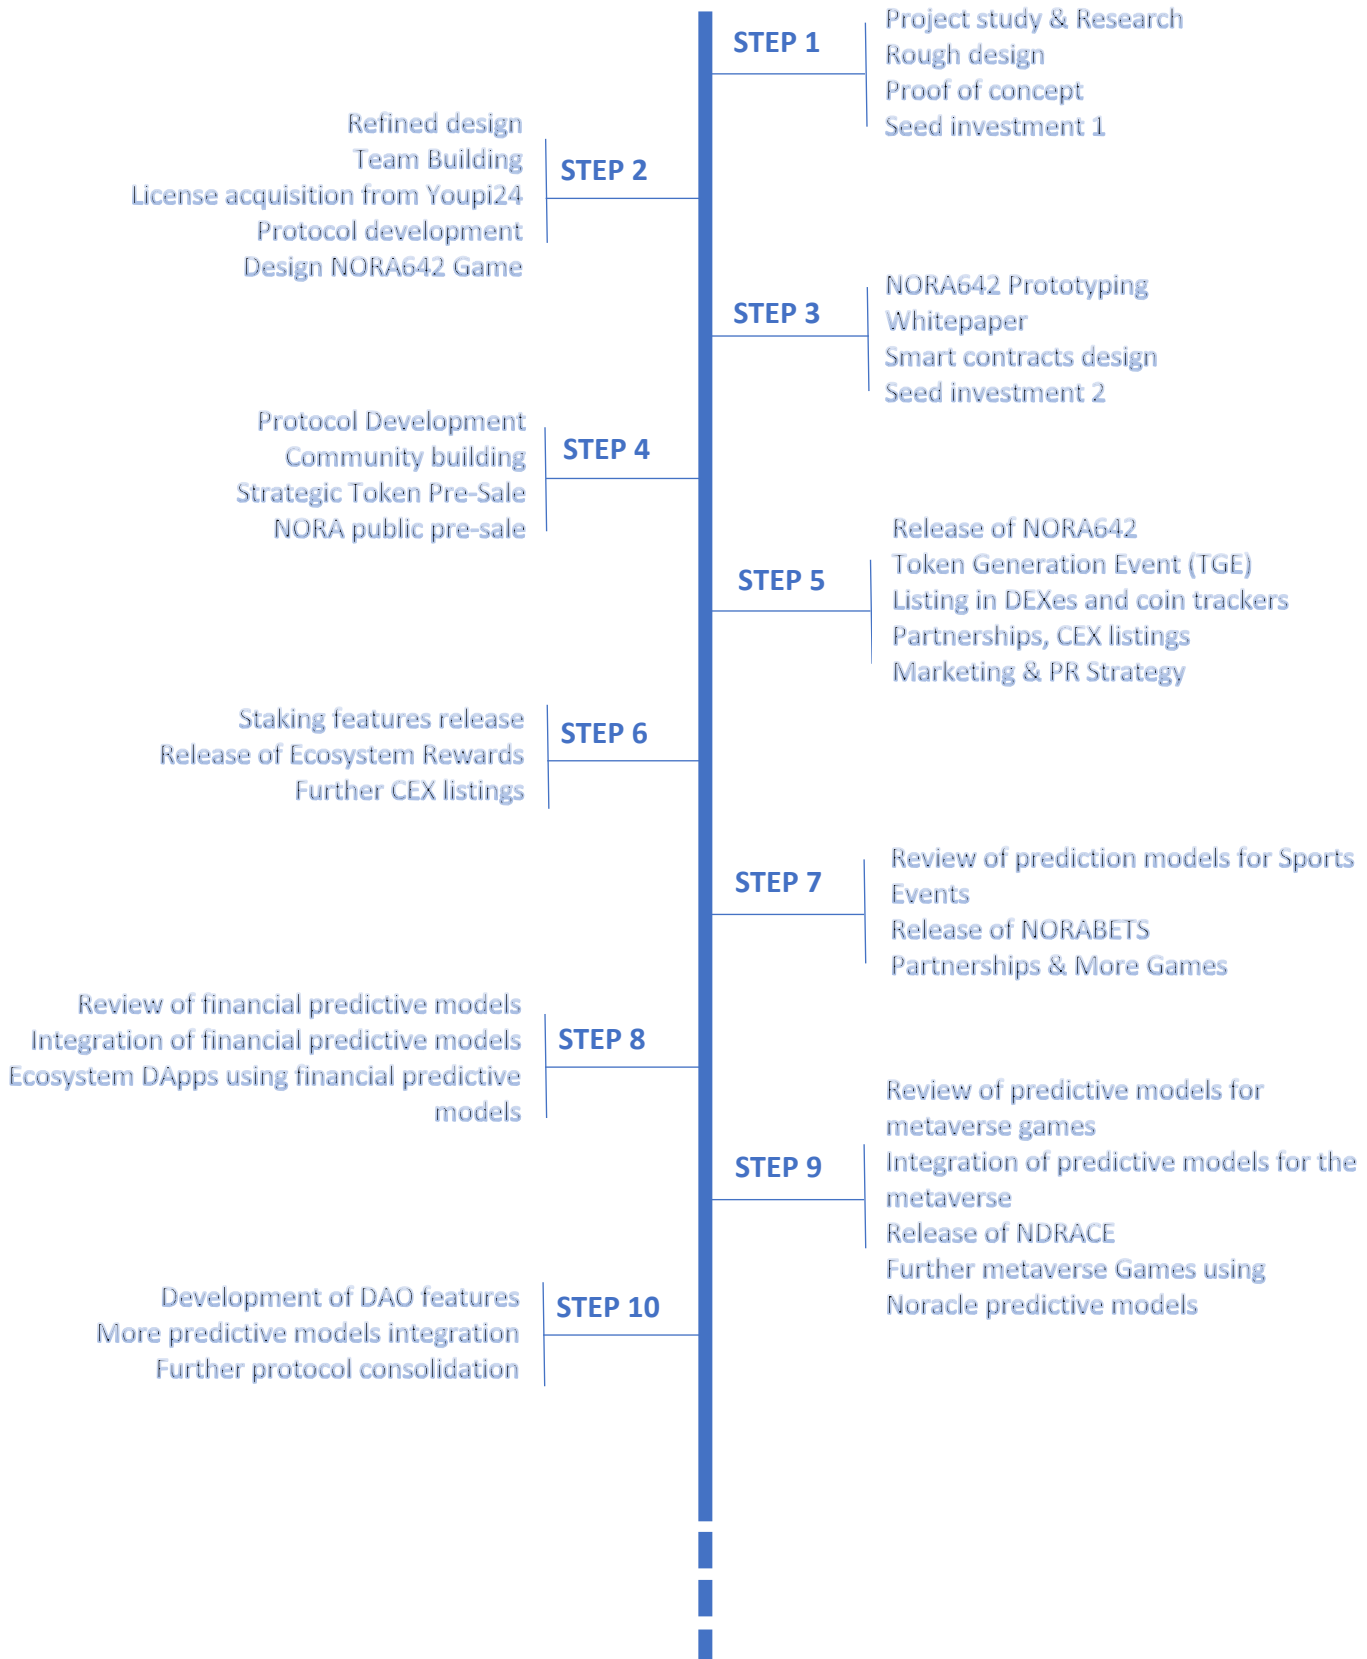 STEP 1
Project study & Research
Rough design
Proof of concept
Seed investment 1
STEP 2
Refined design
Team Building
License acquisition from Youpi24
Protocol development
Design NORA642 Game
STEP 3
NORA642 Prototyping
Whitepaper
Smart contracts design
Seed investment 2
STEP 4
Protocol Development
Community building
Strategic Token Pre-Sale
NORA public pre-sale
STEP 5
Release of NORA642
Token Generation Event (TGE)
Listing in DEXes and coin trackers
Partnerships, CEX listings
Marketing & PR Strategy
STEP 6
Staking features release
Release of Ecosystem Rewards
Further CEX listings
STEP 7
Review of prediction models for Sports
Events
Release of NORABETS
Partnerships & More Games
STEP 8
Review of financial predictive models
Integration of financial predictive models
Ecosystem DApps using financial predictive
models
STEP 9
Review of predictive models for
metaverse games
Integration of predictive models for the
metaverse
Release of NDRACE
Further metaverse Games using
Noracle predictive models
STEP 10
Development of DAO features
More predictive models integration
Further protocol consolidation